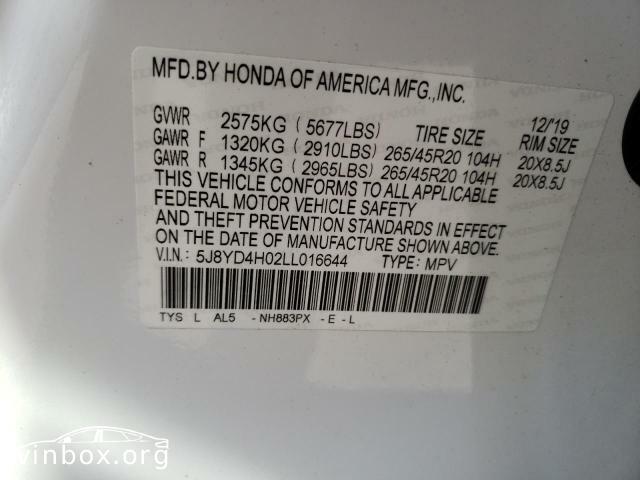 MFD.BY HONDA OF AMERICA MFG.,INC.
12/'19
GVWR 2575KG (5677LBS) TIRE SIZE RIM SIZE
GAWR F 1320KG (2910LBS) 265/45R20 104H 20X8.5J
GAWR R 1345KG (2965LBS) 265/45R20 104H 20X8.5J
THIS VEHICLE CONFORMS TO ALL APPLICABLE
FEDERAL MOTOR VEHICLE SAFETY
AND THEFT PREVENTION STANDARDS IN EFFECT
ON THE DATE OF MANUFACTURE SHOWN ABOVE.
V.I.N.: 5J8YD4H02LL016644 TYPE: MPV
TYS L AL5 -NH883PX -E -L
vinbox.org